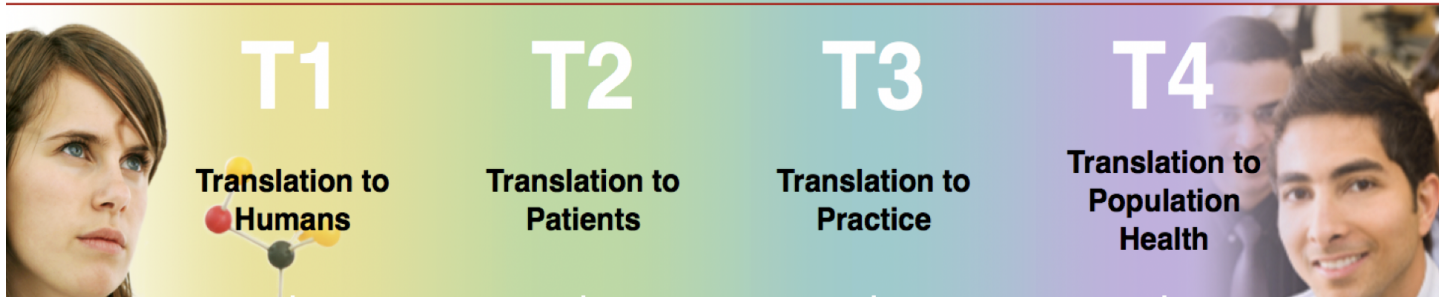 T1
Translation to
Humans
T2
Translation to
Patients
T3
Translation to
Practice
T4
Translation to
Population
Health